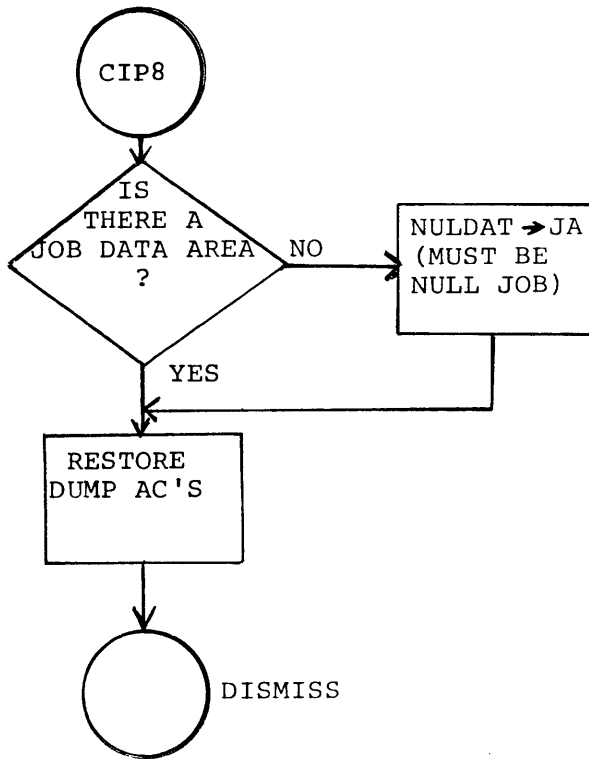 CIP8
IS
THERE A
JOB DATA AREA
?
NO
NULDAT → JA
(MUST BE
NULL JOB)
YES
RESTORE
DUMP AC'S
DISMISS